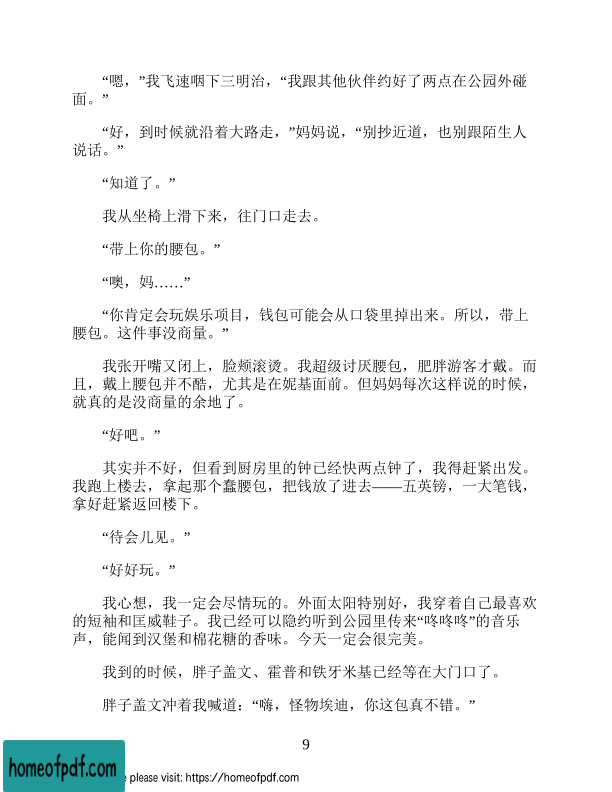 “嗯，”我飞速咽下三明治，“我跟其他伙伴约好了两点在公园外碰
面。”
“好，到时候就沿着大路走，”妈妈说，“别抄近道，也别跟陌生人
说话。”
“知道了。”
我从坐椅上滑下来，往门口走去。
“带上你的腰包。”
“噢，妈……”
“你肯定会玩娱乐项目，钱包可能会从口袋里掉出来。所以，带上
腰包。这件事没商量。”
我张开嘴又闭上，脸颊滚烫。我超级讨厌腰包，肥胖游客才戴。而
且，戴上腰包并不酷，尤其是在妮基面前。但妈妈每次这样说的时候，
就真的是没商量的余地了。
“好吧。”
其实并不好，但看到厨房里的钟已经快两点钟了，我得赶紧出发。
我跑上楼去，拿起那个蠢腰包，把钱放了进去——五英镑，一大笔钱，
拿好赶紧返回楼下。
“待会儿见。”
“好好玩。”
我心想，我一定会尽情玩的。外面太阳特别好，我穿着自己最喜欢
的短袖和匡威鞋子。我已经可以隐约听到公园里传来“咚咚咚”的音乐
声，能闻到汉堡和棉花糖的香味。今天一定会很完美。
我到的时候，胖子盖文、霍普和铁牙米基已经等在大门口了。
胖子盖文冲着我喊道：“嗨，怪物埃迪，你这包真不错。”
9
homeofpdf.com
e please visit: https://homeofpdf.com